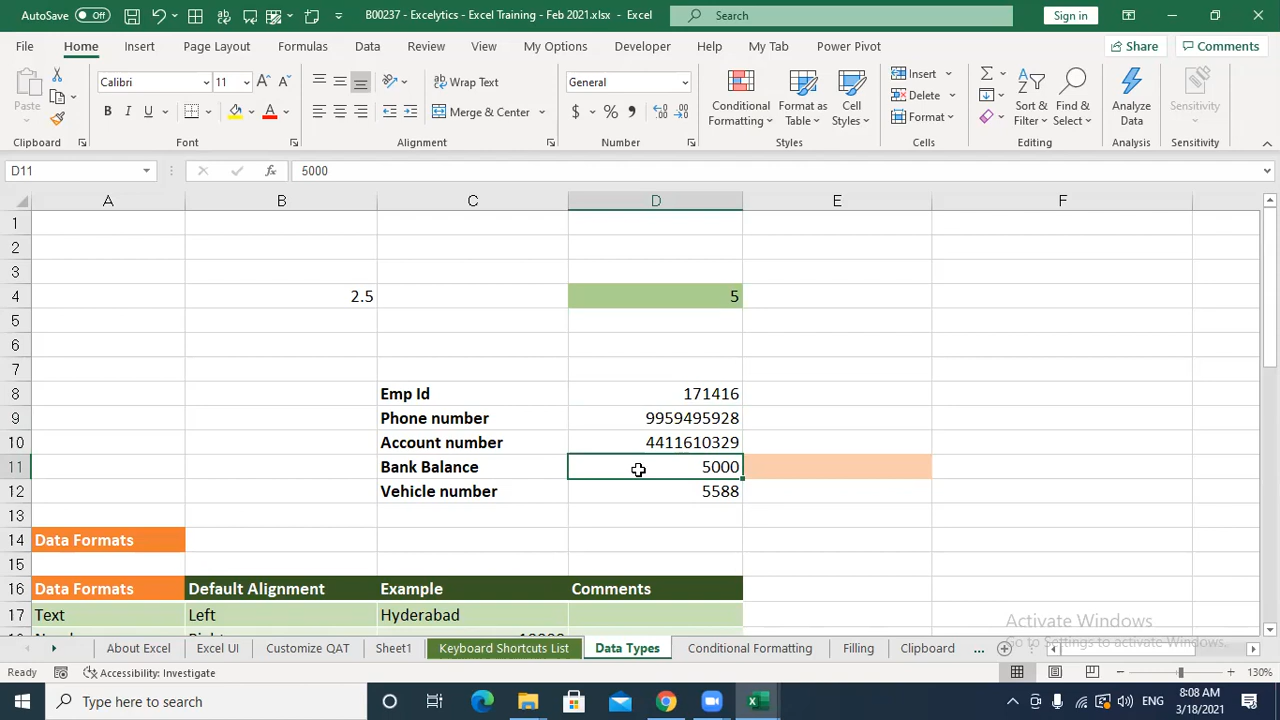 AutoSave Off B00237 - Excelytics - Excel Training - Feb 2021.xlsx - Excel Search Sign in
File Home Insert Page Layout Formulas Data Review View My Options Developer Help My Tab Power Pivot Share Comments
Paste Calibri 11 Wrap Text General Conditional Formatting Format as Table Cell Styles Insert Sort & Filter Find & Select Analyze Data Sensitivity
B I U A Merge & Center $ % Delete
Format
Clipboard Font Alignment Number Styles Cells Editing Analysis Sensitivity
D11 fx 5000
A B C D E F
1
2
3
4 2.5 5
5
6
7
8 Emp Id 171416
9 Phone number 9959495928
10 Account number 4411610329
11 Bank Balance 5000
12 Vehicle number 5588
13
14 Data Formats
15
16 Data Formats Default Alignment Example Comments
17 Text Left Hyderabad
Activate Windows
Go to Settings to activate Windows.
About Excel Excel UI Customize QAT Sheet1 Keyboard Shortcuts List Data Types Conditional Formatting Filling Clipboard ...
Ready Accessibility: Investigate 130%
Type here to search ENG 8:08 AM
3/18/2021